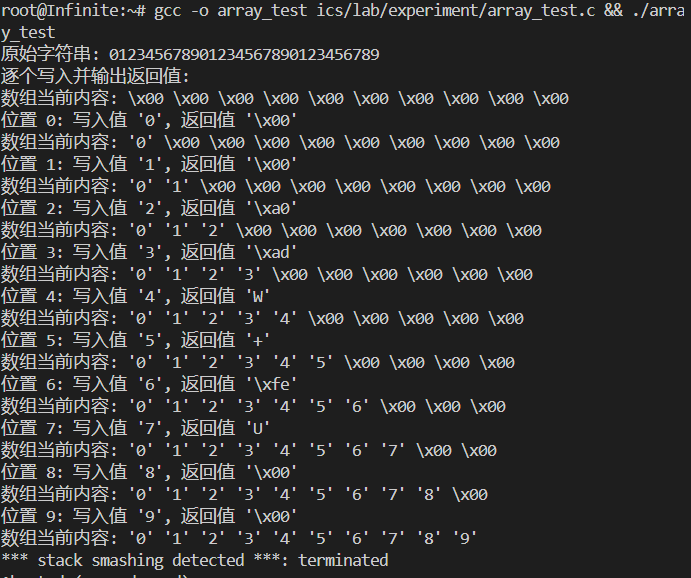 root@Infinite:~# gcc -o array_test ics/lab/experiment/array_test.c && ./arra
y_test
原始字符串: 012345678901234567890123456789
逐个写入并输出返回值:
数组当前内容: \x00 \x00 \x00 \x00 \x00 \x00 \x00 \x00 \x00 \x00
位置 0: 写入值 '0', 返回值 '\x00'
数组当前内容: '0' \x00 \x00 \x00 \x00 \x00 \x00 \x00 \x00 \x00
位置 1: 写入值 '1', 返回值 '\x00'
数组当前内容: '0' '1' \x00 \x00 \x00 \x00 \x00 \x00 \x00 \x00
位置 2: 写入值 '2', 返回值 '\xa0'
数组当前内容: '0' '1' '2' \x00 \x00 \x00 \x00 \x00 \x00 \x00
位置 3: 写入值 '3', 返回值 '\xad'
数组当前内容: '0' '1' '2' '3' \x00 \x00 \x00 \x00 \x00 \x00
位置 4: 写入值 '4', 返回值 'W'
数组当前内容: '0' '1' '2' '3' '4' \x00 \x00 \x00 \x00 \x00
位置 5: 写入值 '5', 返回值 '+'
数组当前内容: '0' '1' '2' '3' '4' '5' \x00 \x00 \x00 \x00
位置 6: 写入值 '6', 返回值 '\xfe'
数组当前内容: '0' '1' '2' '3' '4' '5' '6' \x00 \x00 \x00
位置 7: 写入值 '7', 返回值 'U'
数组当前内容: '0' '1' '2' '3' '4' '5' '6' '7' \x00 \x00
位置 8: 写入值 '8', 返回值 '\x00'
数组当前内容: '0' '1' '2' '3' '4' '5' '6' '7' '8' \x00
位置 9: 写入值 '9', 返回值 '\x00'
数组当前内容: '0' '1' '2' '3' '4' '5' '6' '7' '8' '9'
*** stack smashing detected ***: terminated